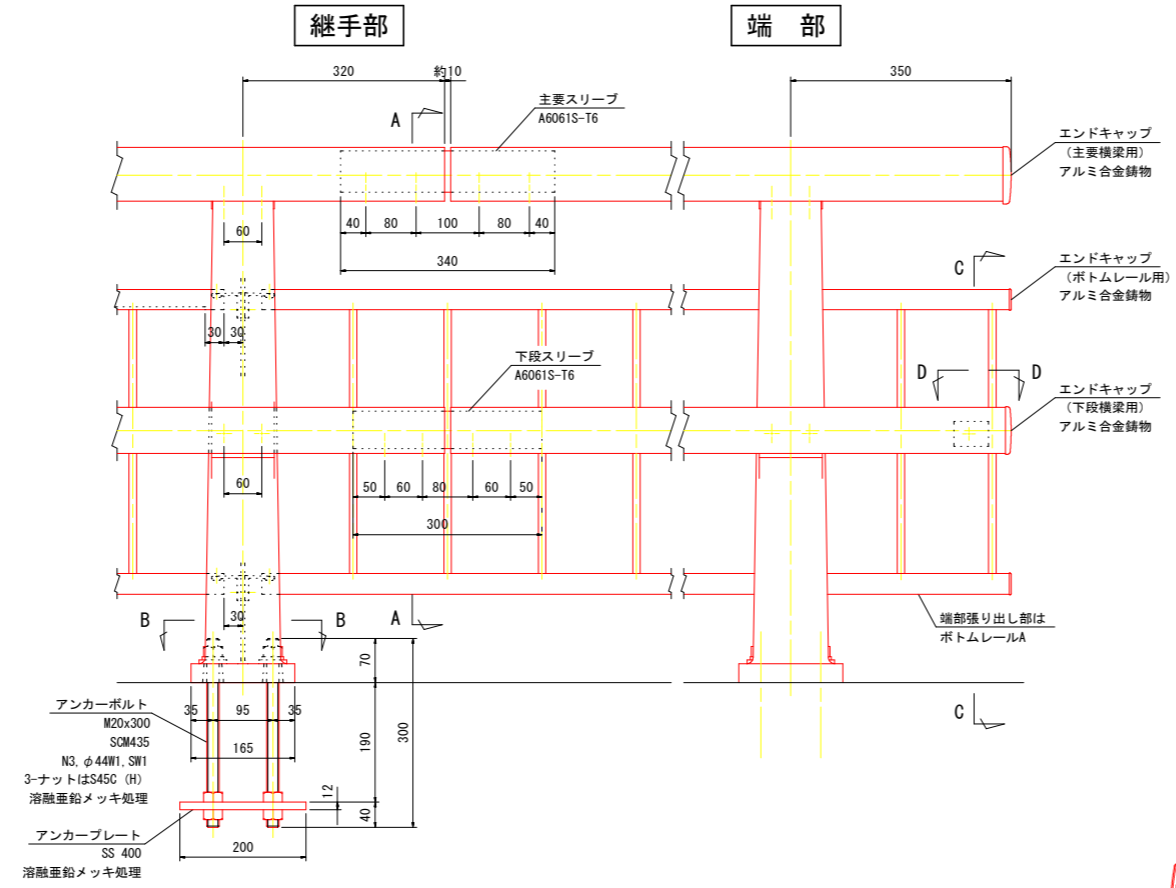 継手部
端 部
320
約10
350
主要スリーブ
A6061S-T6
A
エンドキャップ
(主要横梁用)
アルミ合金鋳物
40
80
100
80
40
340
60
C
エンドキャップ
(ボトムレール用)
アルミ合金鋳物
30
30
下段スリーブ
A6061S-T6
D
D
エンドキャップ
(下段横梁用)
アルミ合金鋳物
60
50
60
80
60
50
300
B
30
B
A
端部張り出し部は
ボトムレールA
70
アンカーボルト
M20x300
SCM435
N3, φ44W1, SW1
3-ナットはS45C (H)
溶融亜鉛メッキ処理
35
95
35
165
190
300
C
12
40
アンカープレート
SS 400
溶融亜鉛メッキ処理
200